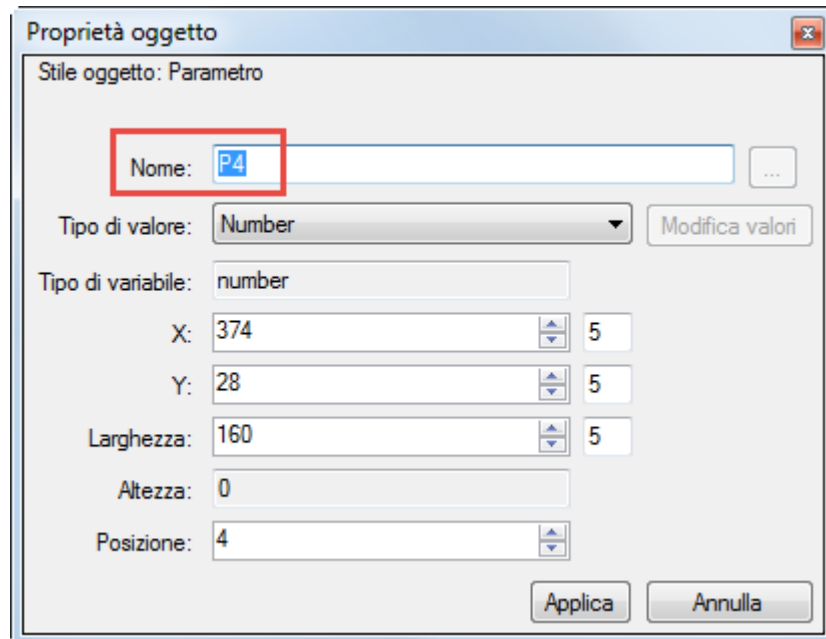 Proprietà oggetto
Stile oggetto: Parametro
Nome: P4 ...
Tipo di valore: Number Modifica valori
Tipo di variabile: number
X: 374 5
Y: 28 5
Larghezza: 160 5
Altezza: 0
Posizione: 4
Applica Annulla